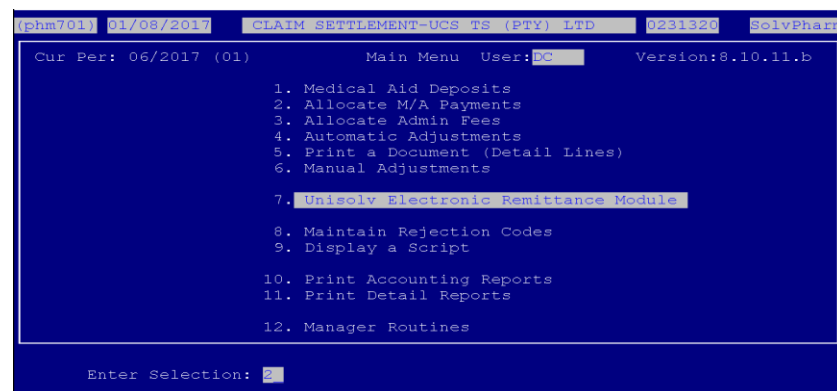 (phm701) 01/08/2017 CLAIM SETTLEMENT-UCS TS (PTY) LTD 0231320 SolvPharm
Cur Per: 06/2017 (01) Main Menu User:DC Version:8.10.11.b
1. Medical Aid Deposits
2. Allocate M/A Payments
3. Allocate Admin Fees
4. Automatic Adjustments
5. Print a Document (Detail Lines)
6. Manual Adjustments
7. Unisolv Electronic Remittance Module
8. Maintain Rejection Codes
9. Display a Script
10. Print Accounting Reports
11. Print Detail Reports
12. Manager Routines
Enter Selection: 2_